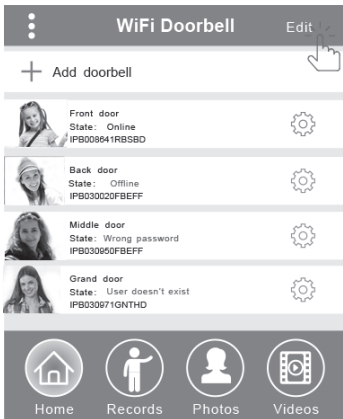 WiFi Doorbell Edit
Add doorbell
Front door
State: Online
IPB008641RBSBD
Back door
State: Offline
IPB030020FBEFF
Middle door
State: Wrong password
IPB030950FBEFF
Grand door
State: User doesn't exist
IPB030971GNTHD
Home Records Photos Videos